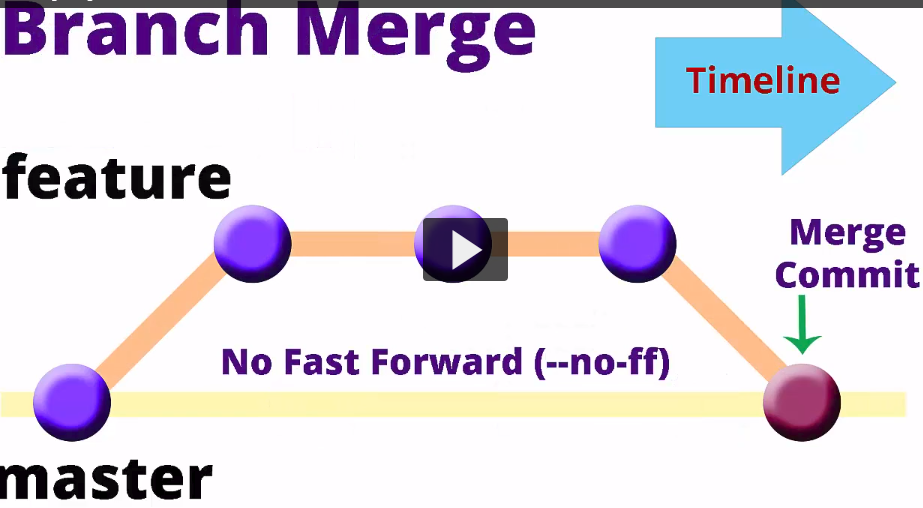 Branch Merge
Timeline
feature
Merge
Commit
No Fast Forward (--no-ff)
master